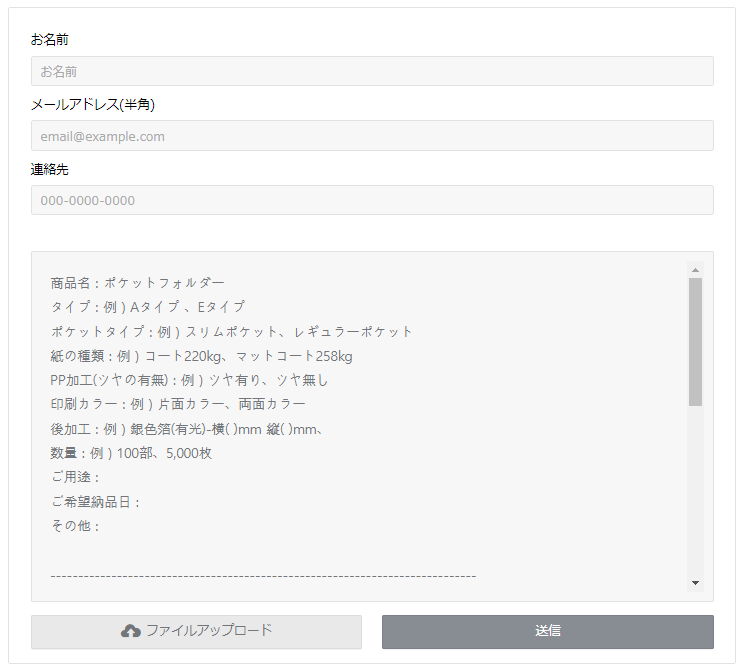 お名前
お名前
メールアドレス(半角)
email@example.com
連絡先
000-0000-0000
商品名 : ポケットフォルダー
タイプ : 例 ) Aタイプ 、Eタイプ
ポケットタイプ : 例 ) スリムポケット、レギュラーポケット
紙の種類 : 例 ) コート220kg、マットコート258kg
PP加工(ツヤの有無) : 例 ) ツヤ有り、ツヤ無し
印刷カラー : 例 ) 片面カラー、両面カラー
後加工 : 例 ) 銀色箔(有光)-横( )mm 縦( )mm、
数量 : 例 ) 100部、5,000枚
ご用途 :
ご希望納品日 :
その他 :
------------------------------------------------------------------------------
ファイルアップロード
送信